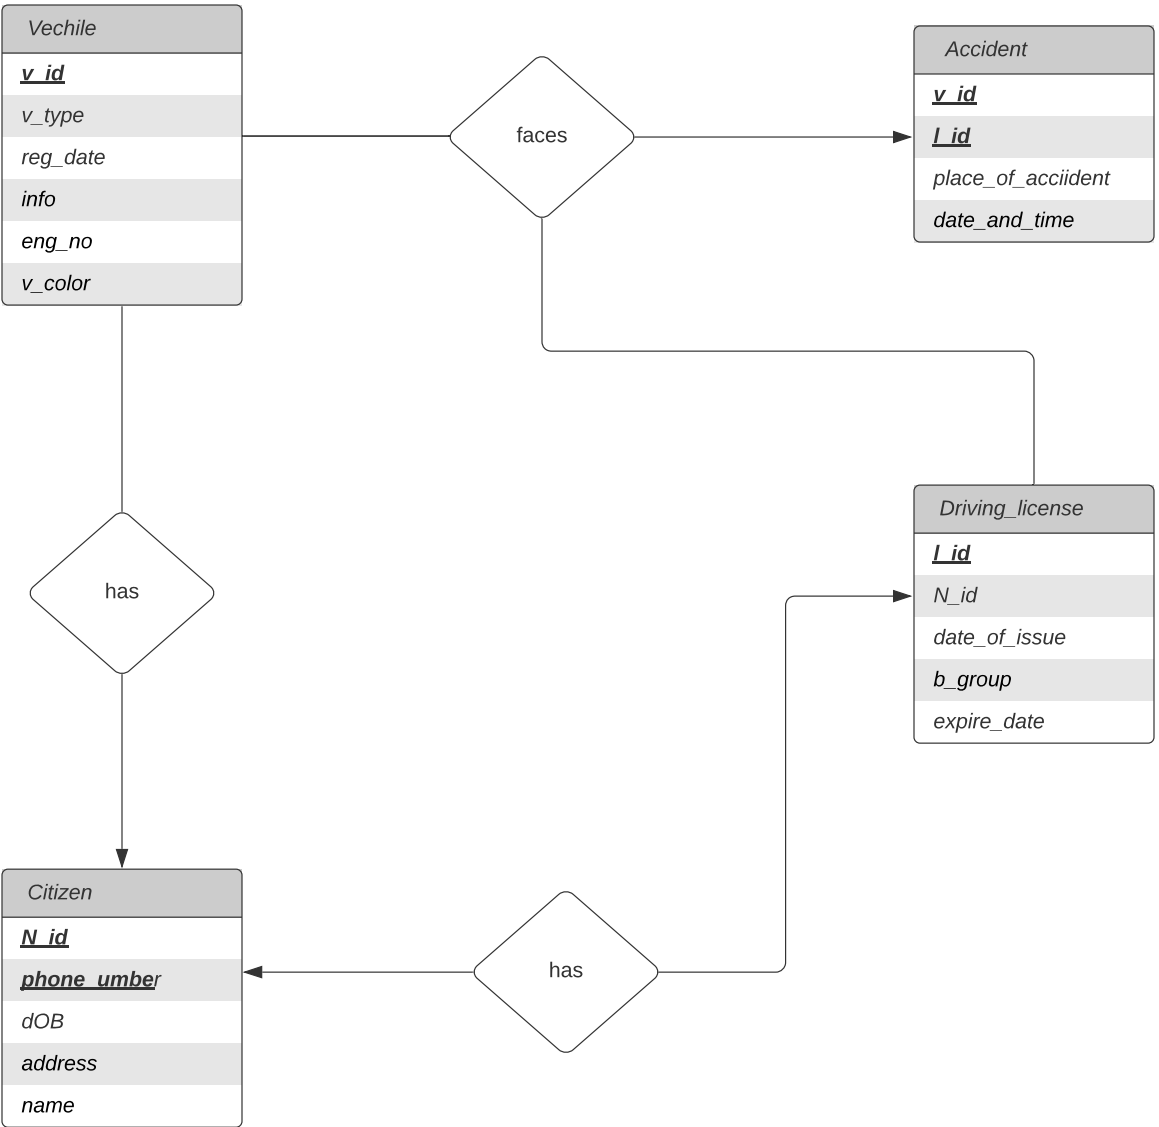 Vechile
v_id
v_type
reg_date
info
eng_no
v_color
faces
Accident
v_id
l_id
place_of_acciident
date_and_time
has
Driving_license
l_id
N_id
date_of_issue
b_group
expire_date
Citizen
N_id
phone_umber
dOB
address
name
has